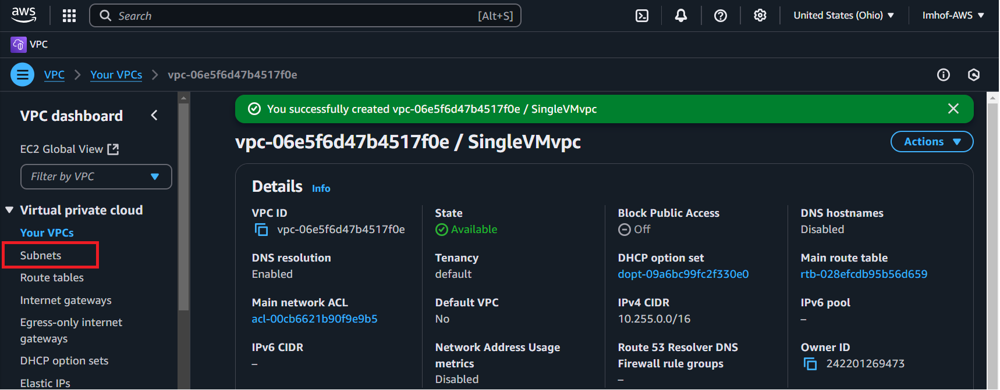 aws
Search [Alt+S]
United States (Ohio) Imhof-AWS
VPC
VPC Your VPCs vpc-06e5f6d47b4517f0e
VPC dashboard
EC2 Global View
Filter by VPC
Virtual private cloud
Your VPCs
Subnets
Route tables
Internet gateways
Egress-only internet
gateways
DHCP option sets
Elastic IPs
You successfully created vpc-06e5f6d47b4517f0e / SingleVMvpc
vpc-06e5f6d47b4517f0e / SingleVMvpc
Actions
Details Info
VPC ID
vpc-06e5f6d47b4517f0e
State
Available
Block Public Access
Off
DNS hostnames
Disabled
DNS resolution
Enabled
Tenancy
default
DHCP option set
dopt-09a6bc99fc2f330e0
Main route table
rtb-028efcdb95b56d659
Main network ACL
acl-00cb6621b90f9e9b5
Default VPC
No
IPv4 CIDR
10.255.0.0/16
IPv6 pool
–
IPv6 CIDR
–
Network Address Usage
metrics
Disabled
Route 53 Resolver DNS
Firewall rule groups
–
Owner ID
242201269473